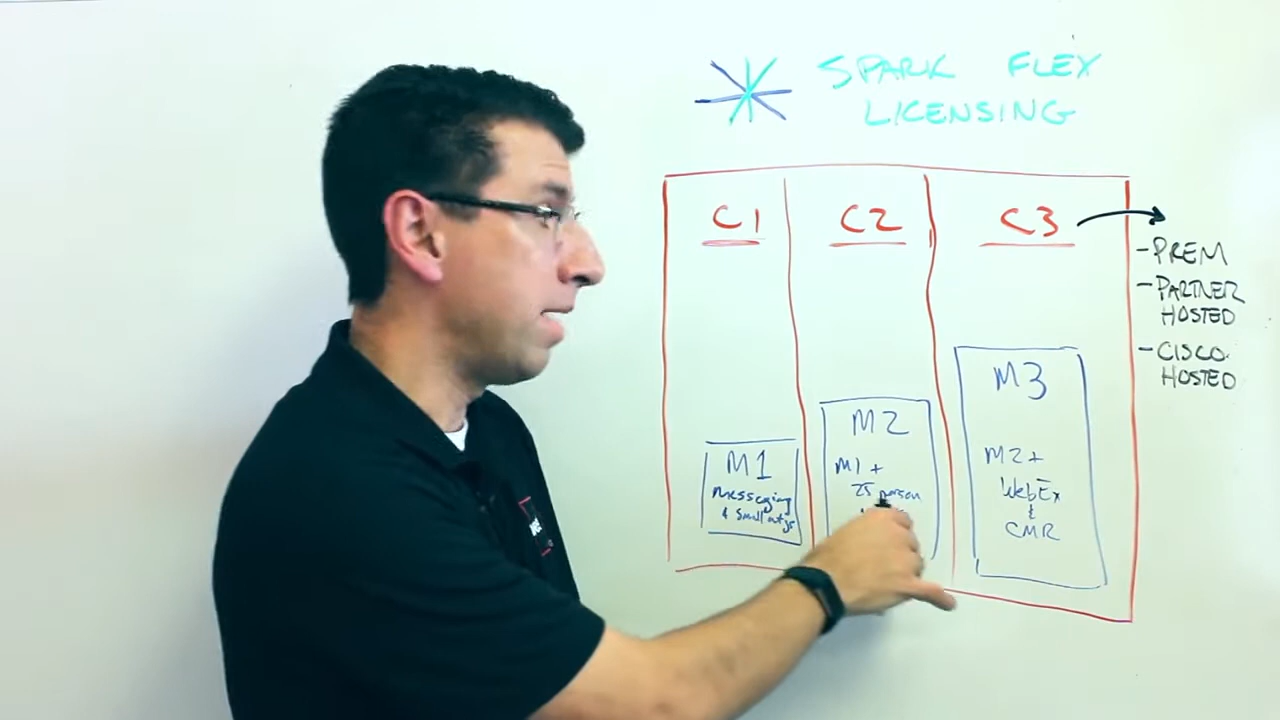 SPARK FLEX
LICENSING
C1
C2
C3
-PREM
-PARTNER
HOSTED
-CISCO
HOSTED
M1
Messaging
& Small mtgs
M2
M1 +
25 person
M3
M2 +
WebEx
&
CMR